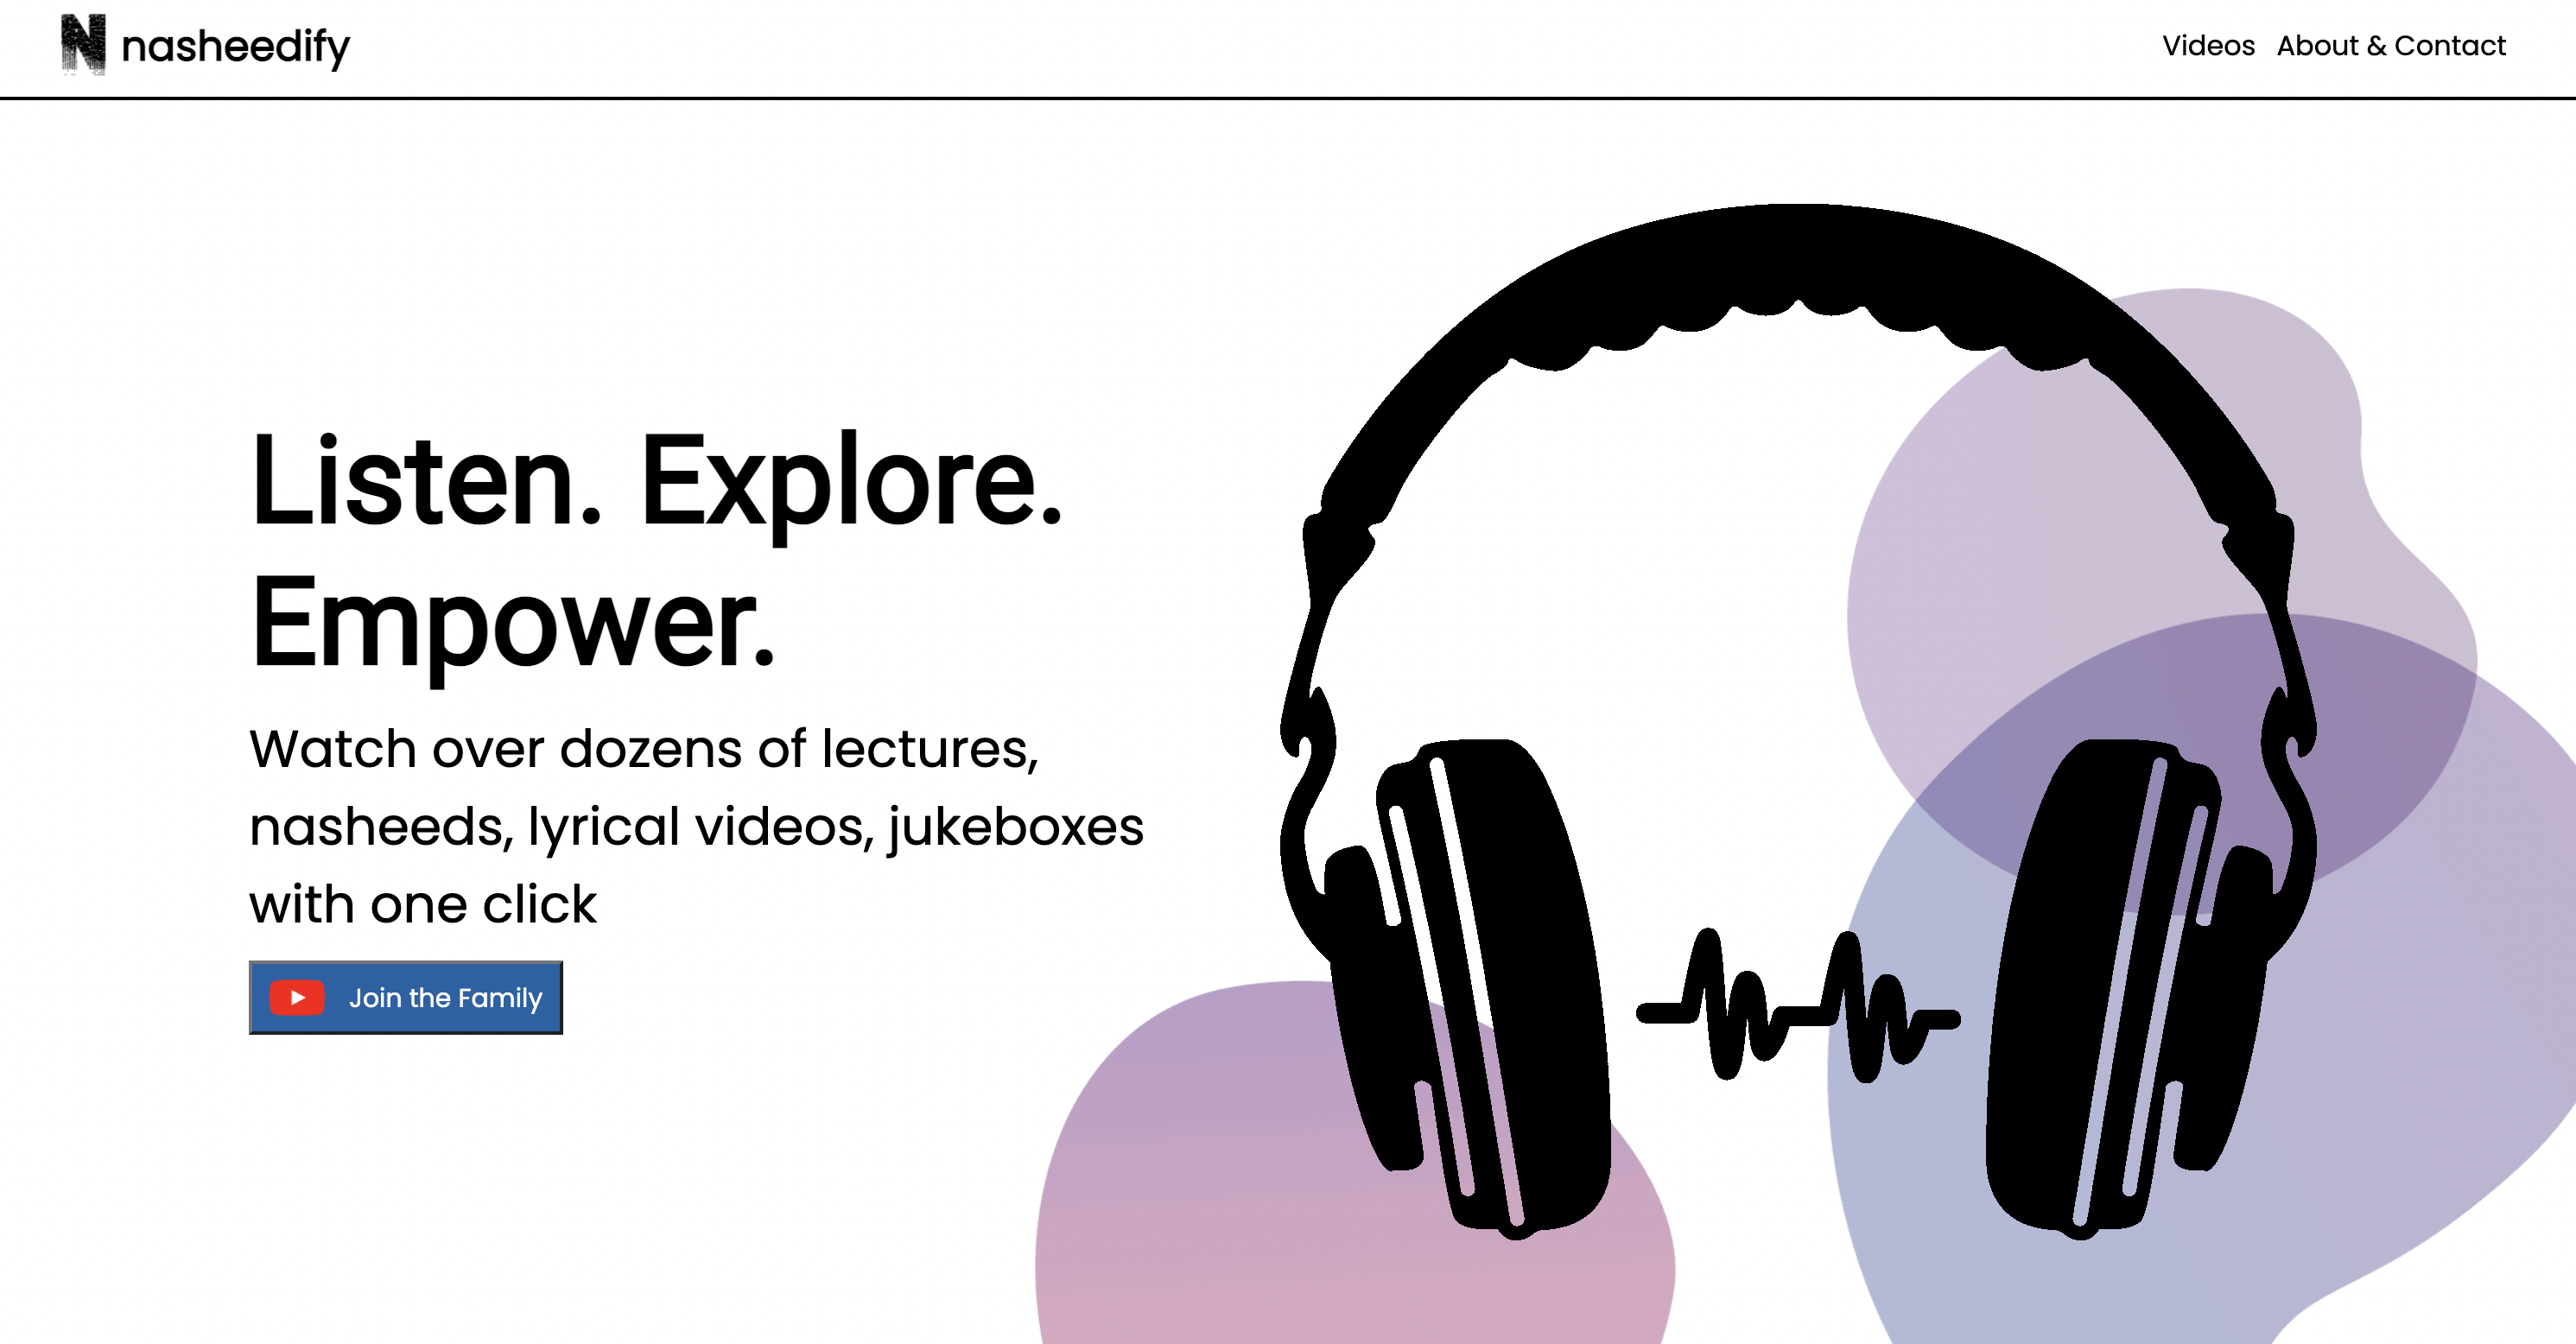 N nasheedify
Videos About & Contact
Listen. Explore.
Empower.
Watch over dozens of lectures,
nasheeds, lyrical videos, jukeboxes
with one click
Join the Family